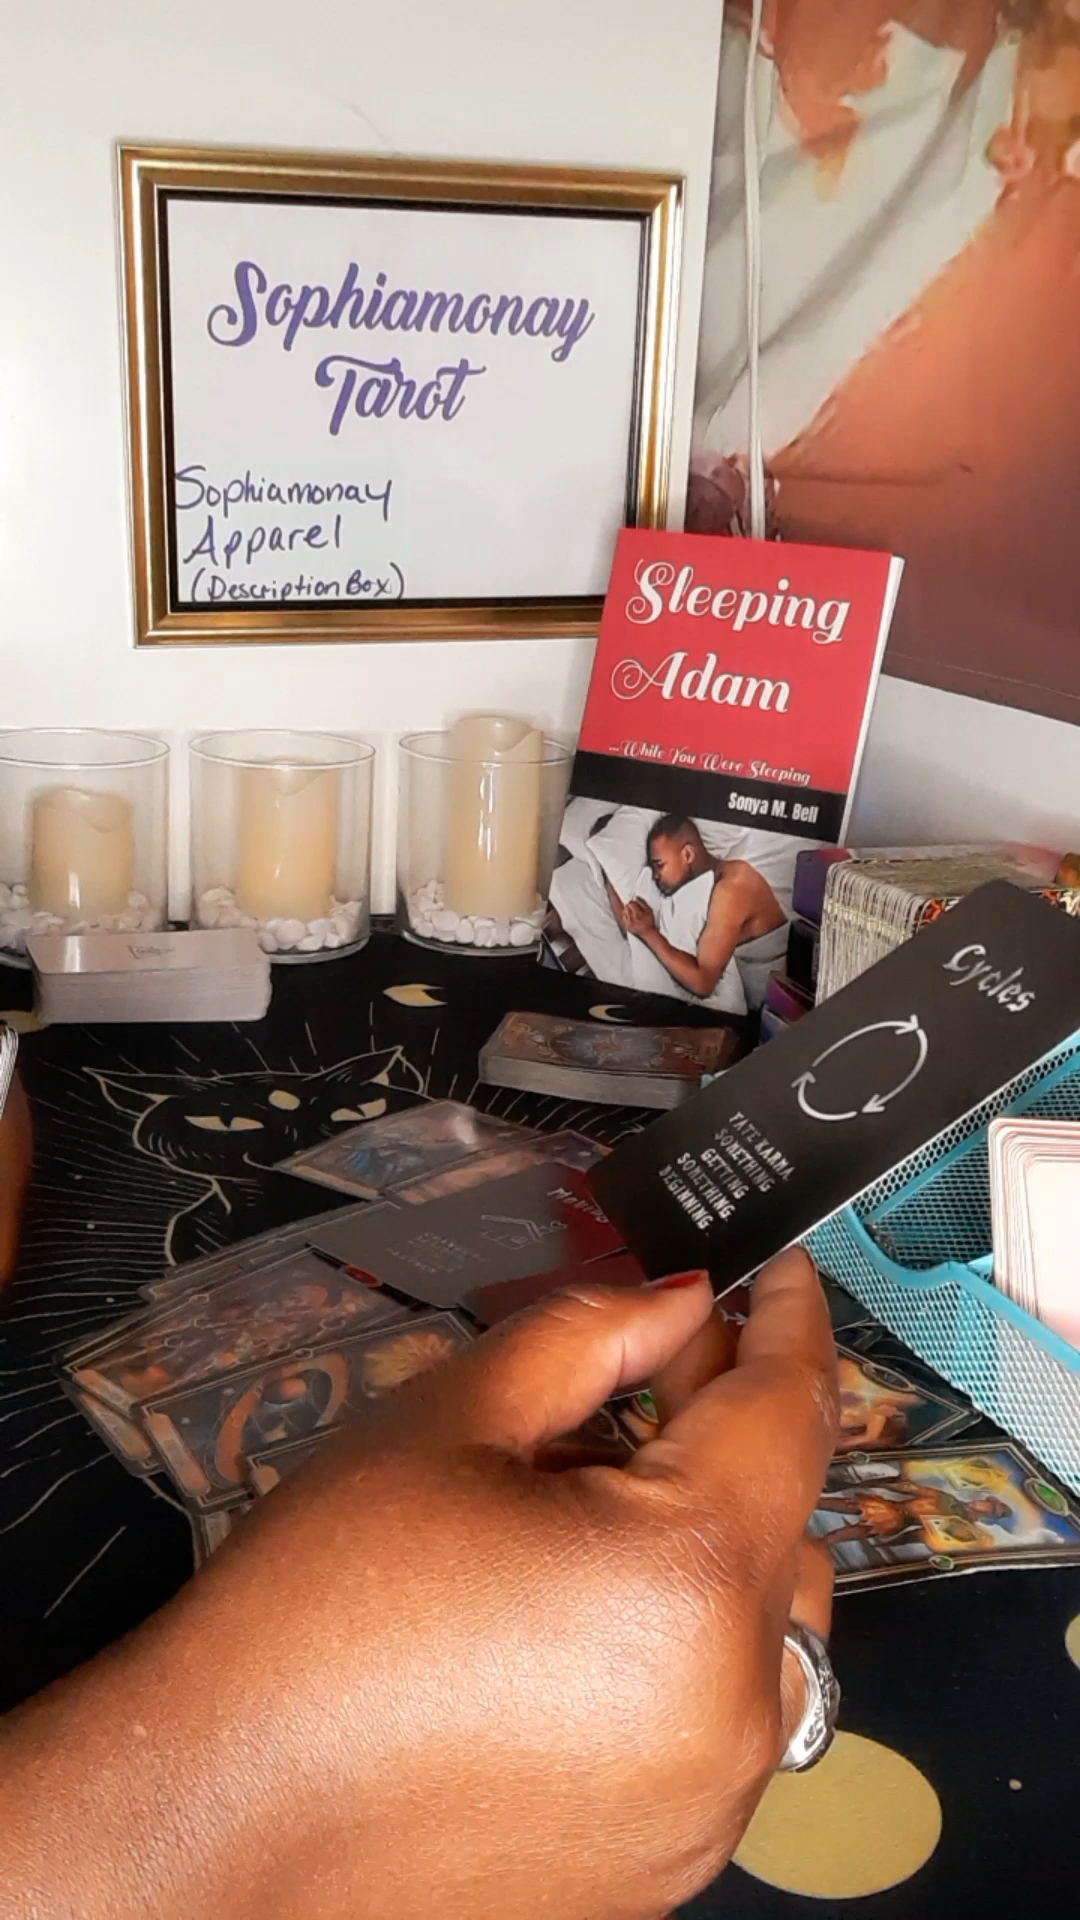 Sophiamonay
Tarot
Sophiamonay
Apparel
(Description Box)
Sleeping
Adam
...While You Were Sleeping
Sonya M. Bell
Cycles
FATE KARMA.
SOMETHING
GETTING
SOMETHING.
BEGINNING.
Moving